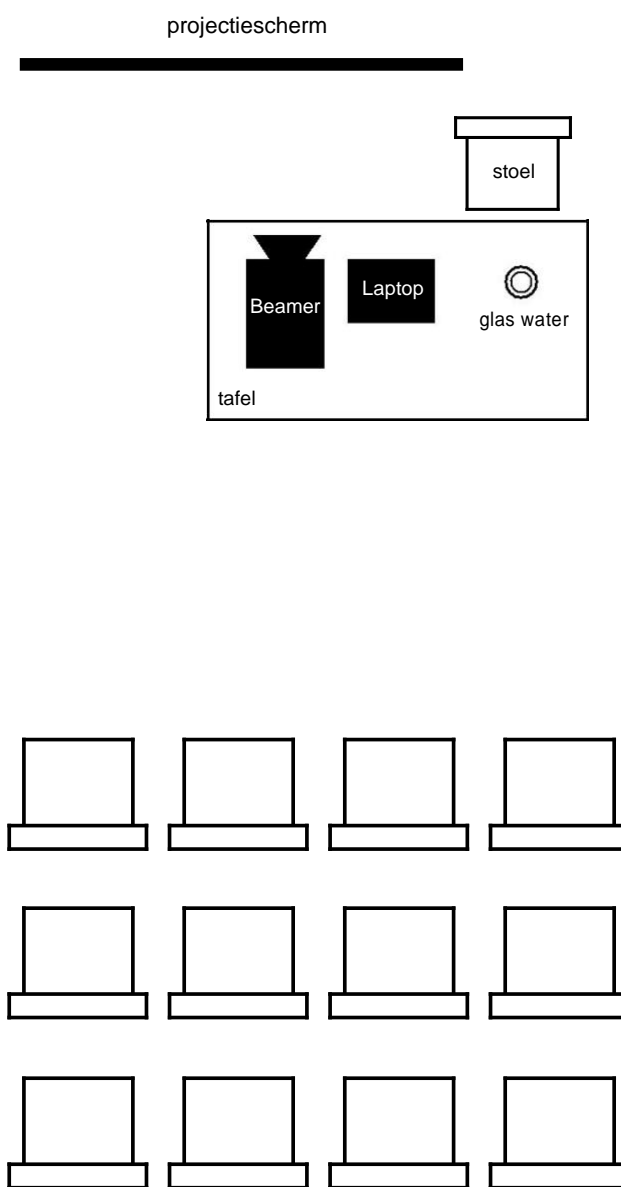 projectiescherm
stoel
Beamer
Laptop
glas water
tafel